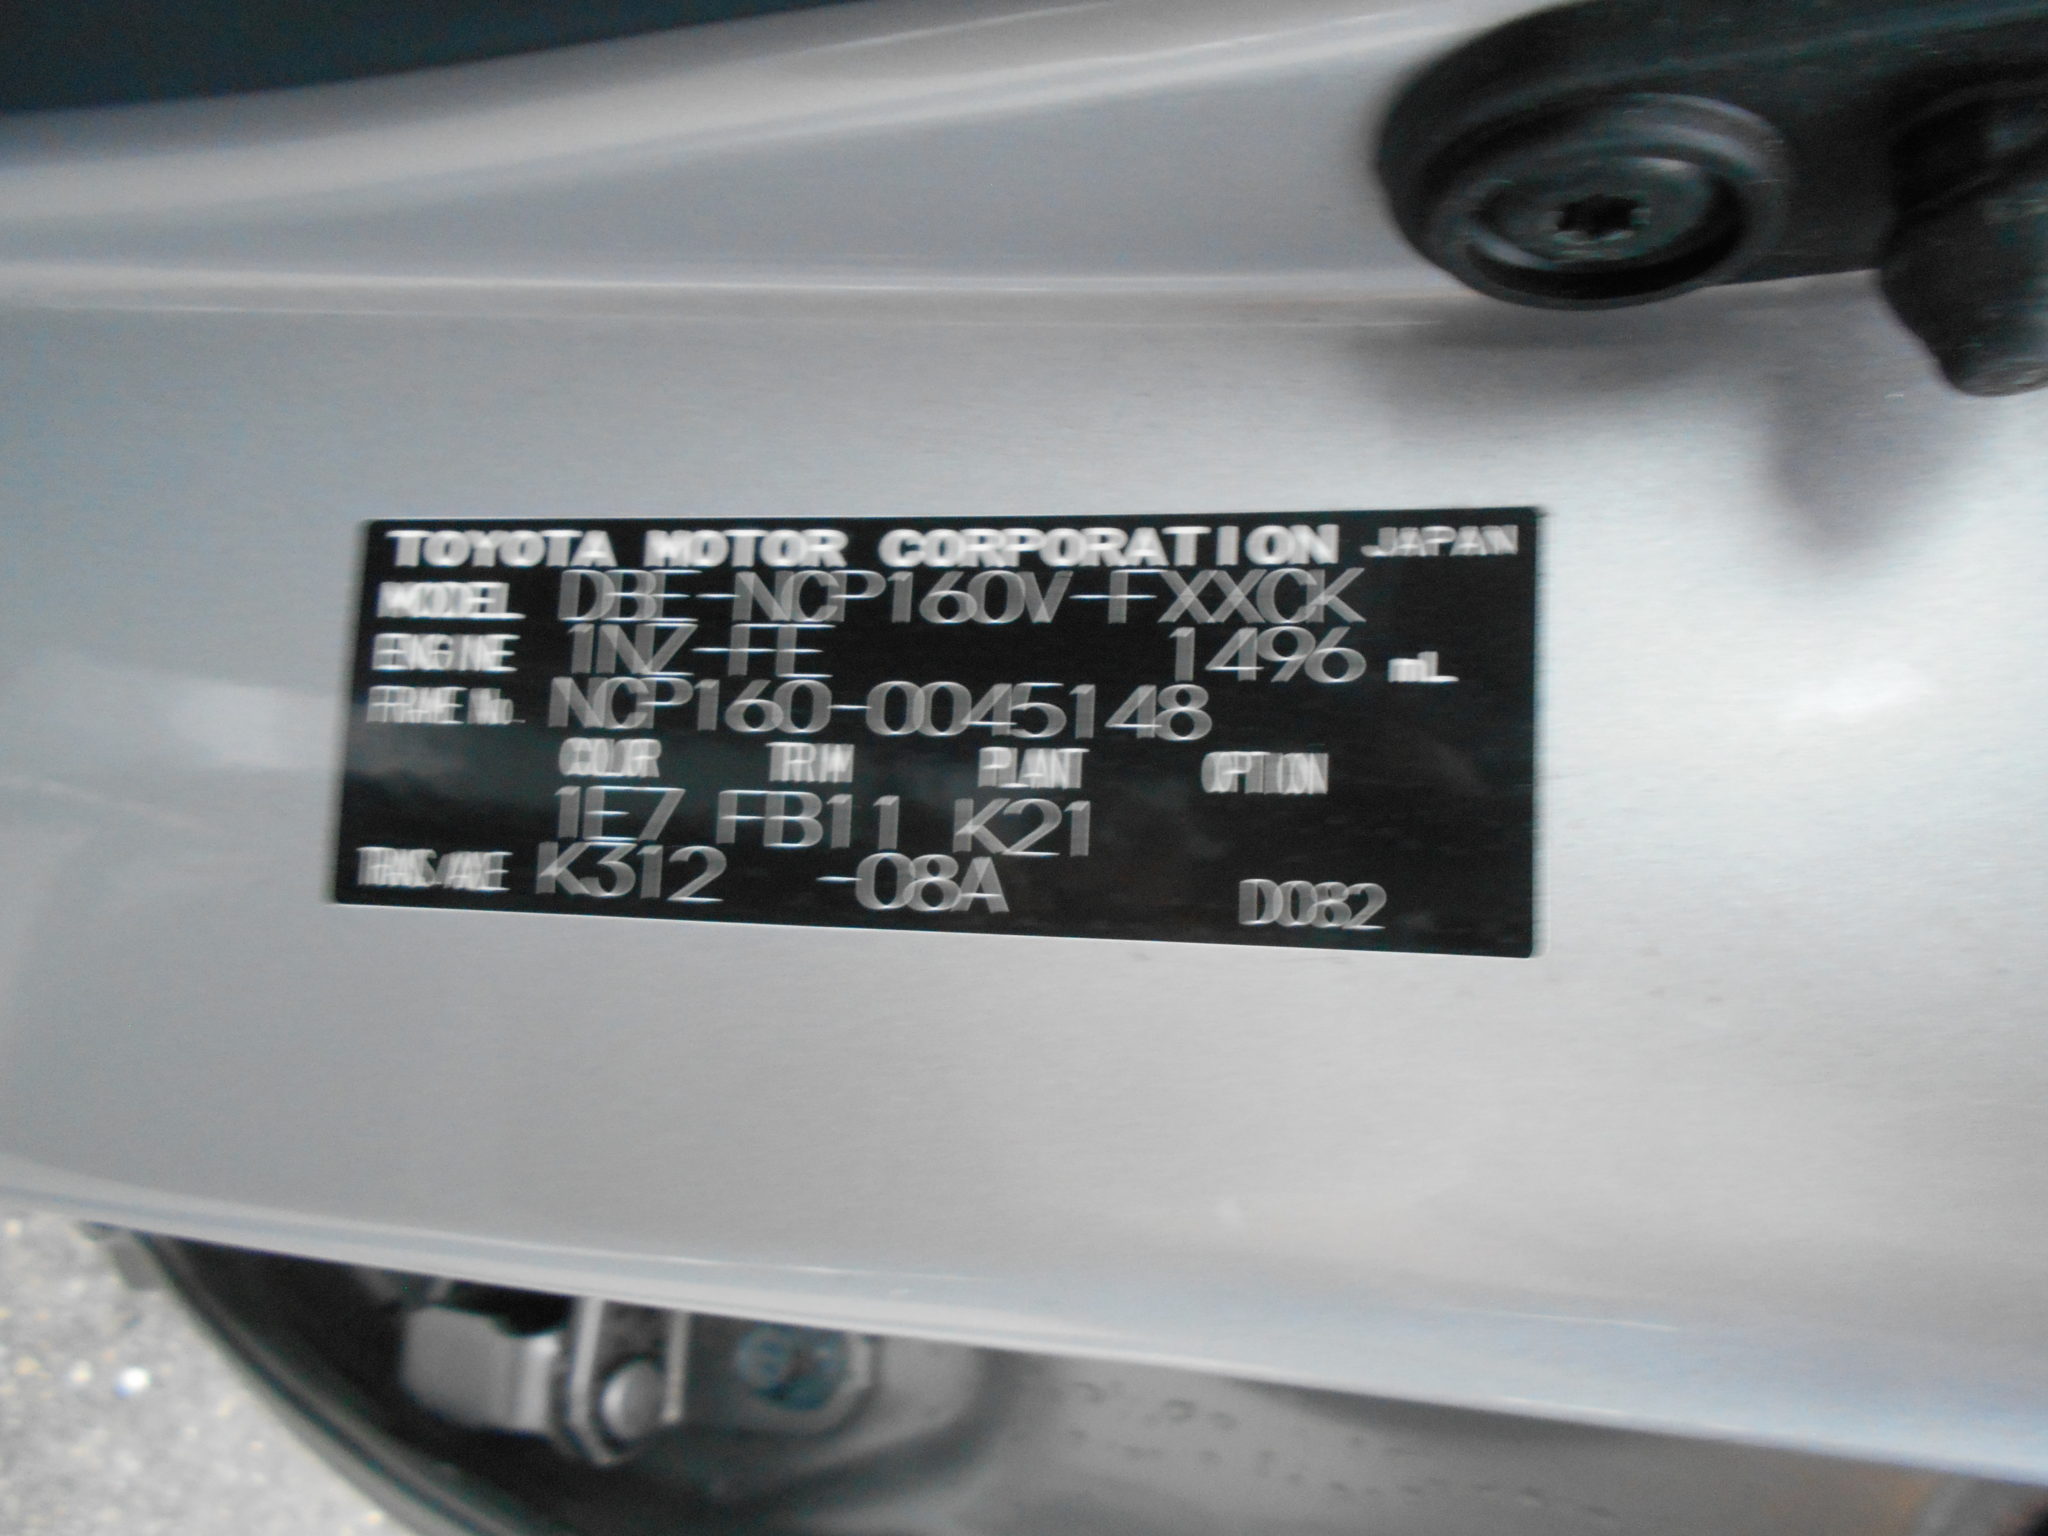 TOYOTA MOTOR CORPORATION JAPAN
MODEL DBE-NCP160V-FXXCK
ENGINE 1NZ-FE 1496 mL
FRAME No. NCP160-0045148
COLOR TRIM PLANT OPTION
1E7 FB11 K21
TRANS/AXLE K312 -08A D082